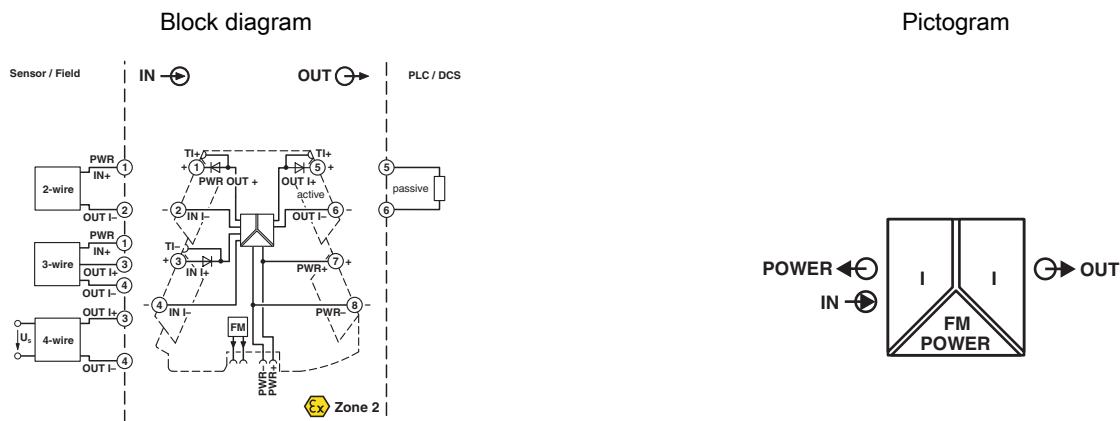 Block diagram
Pictogram
Sensor / Field
IN
OUT
PLC / DCS
2-wire
PWR
IN+
1
OUT I–
2
3-wire
PWR
IN+
1
OUT I+
3
OUT I–
4
4-wire
Us
OUT I+
3
OUT I–
4
TI+
+ 1
PWR OUT +
– 2
IN I–
TI–
+ 3
IN I+
– 4
IN I–
TI+
5 +
OUT I+
active
6 –
OUT I–
7 +
PWR+
8 –
PWR–
FM
PWR–
PWR+
Ex Zone 2
5
passive
6
POWER
IN
I
I
OUT
FM
POWER